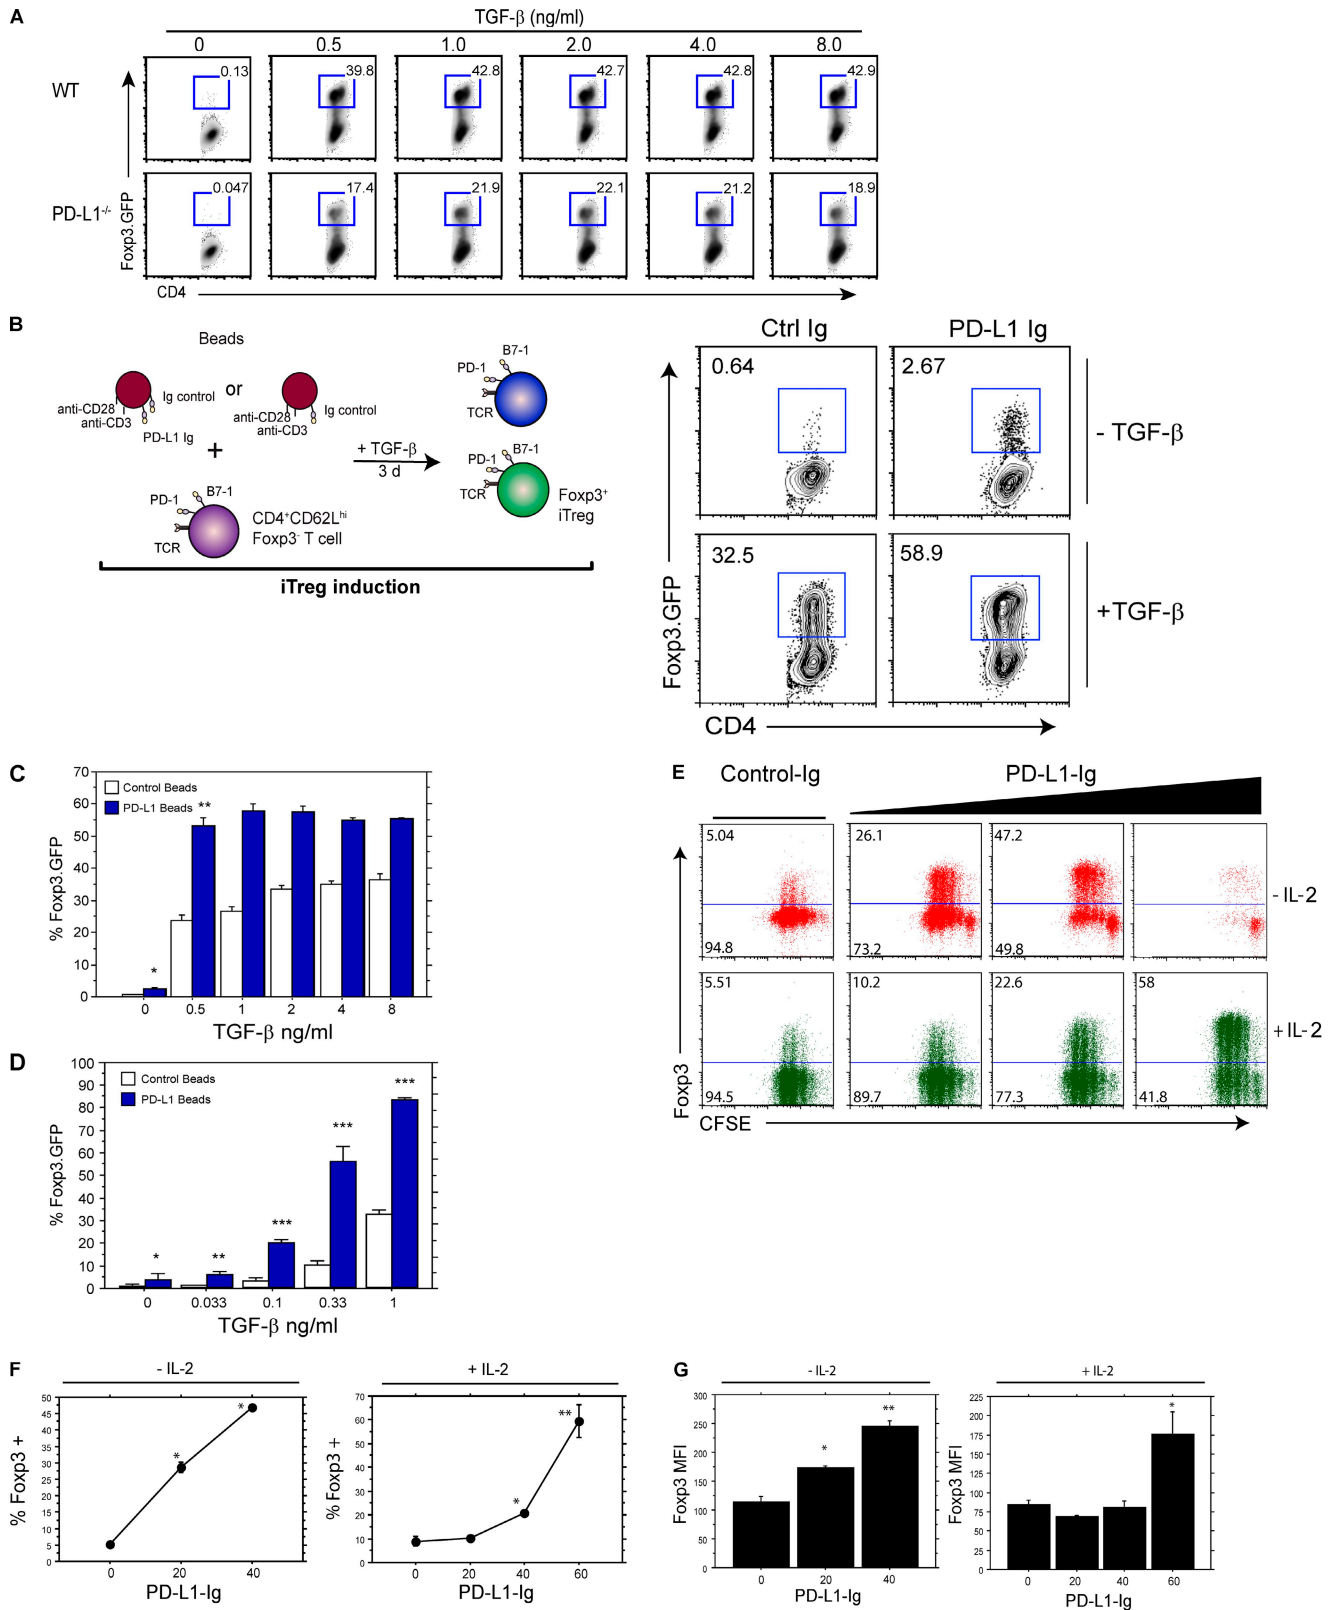 A
TGF-β (ng/ml)
0 0.5 1.0 2.0 4.0 8.0
WT
0.13 39.8 42.8 42.7 42.8 42.9
PD-L1-/-
0.047 17.4 21.9 22.1 21.2 18.9
Foxp3.GFP
CD4
B
Beads
anti-CD28
anti-CD3
Ig control
PD-L1 Ig
or
anti-CD28
anti-CD3
Ig control
+
PD-1
B7-1
TCR
CD4+CD62Lhi
Foxp3- T cell
+ TGF-β
3 d
PD-1
B7-1
TCR
PD-1
B7-1
TCR
Foxp3+
iTreg
iTreg induction
Ctrl Ig PD-L1 Ig
0.64 2.67
- TGF-β
32.5 58.9
+TGF-β
Foxp3.GFP
CD4
C
70
60
50
40
30
20
10
0
% Foxp3.GFP
Control Beads
PD-L1 Beads
* **
0 0.5 1 2 4 8
TGF-β ng/ml
D
100
90
80
70
60
50
40
30
20
10
0
% Foxp3.GFP
Control Beads
PD-L1 Beads
* ** *** *** ***
0 0.033 0.1 0.33 1
TGF-β ng/ml
E
Control-Ig PD-L1-Ig
5.04 26.1 47.2
94.8 73.2 49.8
- IL-2
5.51 10.2 22.6 58
94.5 89.7 77.3 41.8
+ IL-2
Foxp3
CFSE
F
- IL-2
50
45
40
35
30
25
20
15
10
5
0
% Foxp3 +
* *
0 20 40
PD-L1-Ig
+ IL-2
70
60
50
40
30
20
10
0
% Foxp3 +
* **
0 20 40 60
PD-L1-Ig
G
- IL-2
300
250
200
150
100
50
0
Foxp3 MFI
* **
0 20 40
PD-L1-Ig
+ IL-2
225
200
175
150
125
100
75
50
25
0
Foxp3 MFI
*
0 20 40 60
PD-L1-Ig